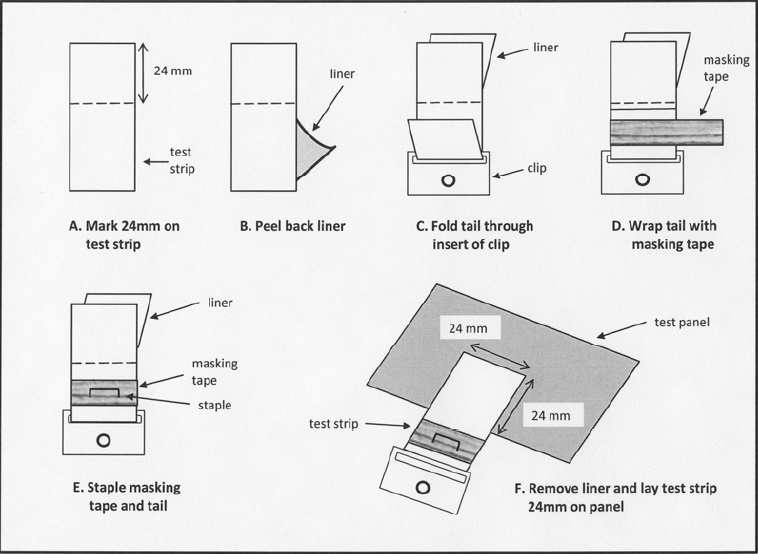 24 mm
test
strip
A. Mark 24mm on
test strip
liner
B. Peel back liner
liner
clip
C. Fold tail through
insert of clip
masking
tape
D. Wrap tail with
masking tape
liner
masking
tape
staple
E. Staple masking
tape and tail
test panel
24 mm
24 mm
test strip
F. Remove liner and lay test strip
24mm on panel